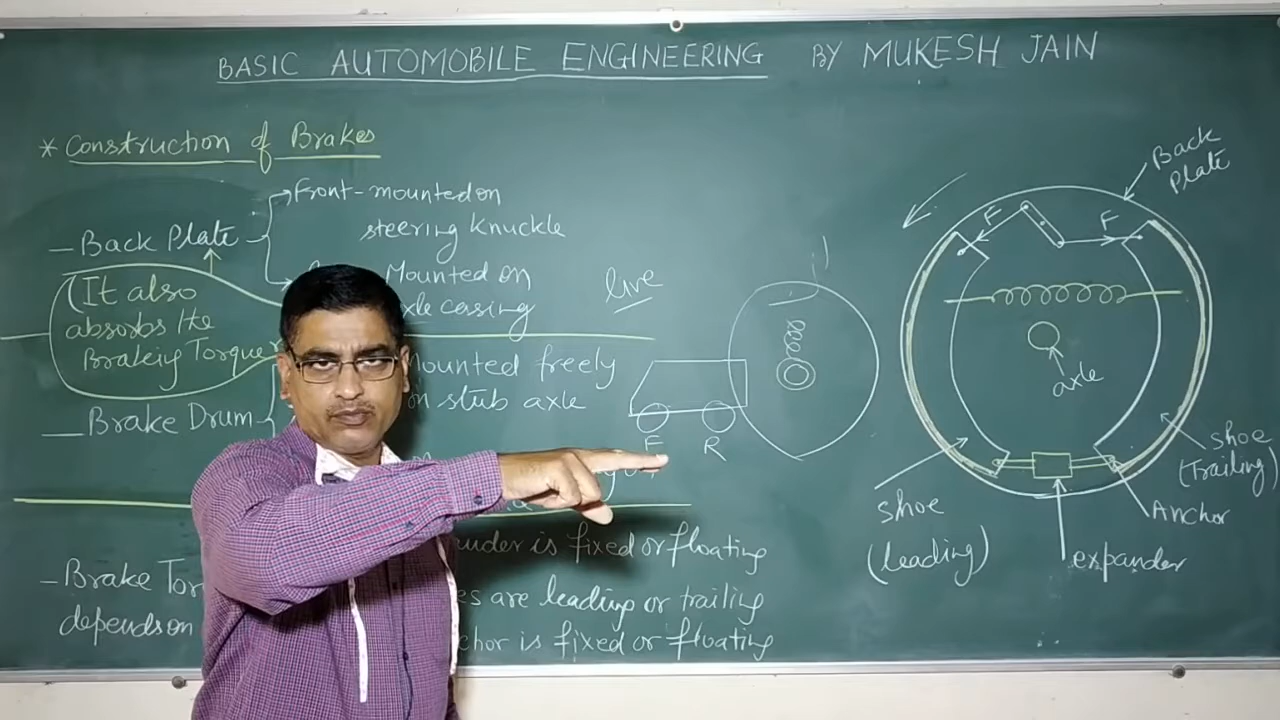 BASIC AUTOMOBILE ENGINEERING BY MUKESH JAIN
* Construction of Brakes
Front - mounted on
steering knuckle
- Back Plate
Mounted on
axle casing
(It also
absorbs the
Braking Torque
live
ounted freely
on stub axle
- Brake Drum
F
R
- Brake Tor
depends on
ander is fixed or floating
es are leading or trailing
chor is fixed or floating
Back
Plate
F
F
axle
shoe
(Trailing)
Anchor
expander
shoe
(leading)